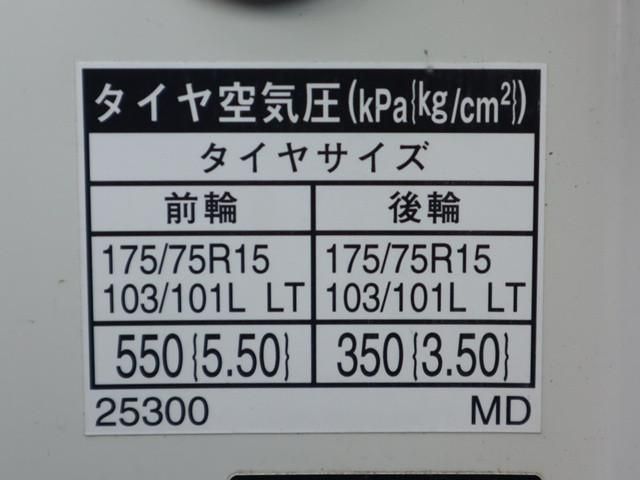 タイヤ空気圧(kPa{kg/cm²})
タイヤサイズ
前輪 後輪
175/75R15 175/75R15
103/101L LT 103/101L LT
550{5.50} 350{3.50}
25300 MD